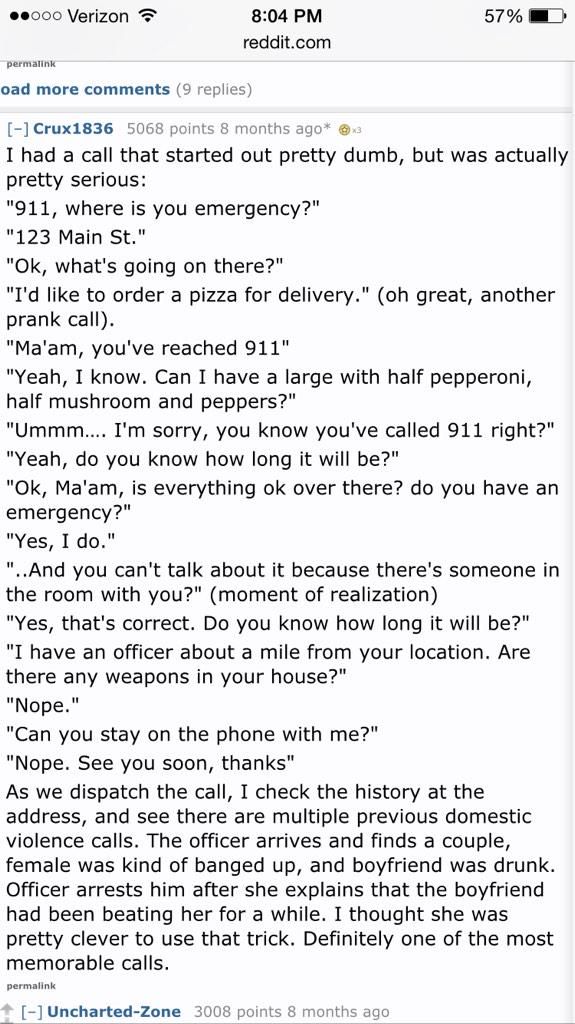 Verizon 8:04 PM 57%
reddit.com
permalink
oad more comments (9 replies)
[–] Crux1836 5068 points 8 months ago* x3
I had a call that started out pretty dumb, but was actually
pretty serious:
"911, where is you emergency?"
"123 Main St."
"Ok, what's going on there?"
"I'd like to order a pizza for delivery." (oh great, another
prank call).
"Ma'am, you've reached 911"
"Yeah, I know. Can I have a large with half pepperoni,
half mushroom and peppers?"
"Ummm…. I'm sorry, you know you've called 911 right?"
"Yeah, do you know how long it will be?"
"Ok, Ma'am, is everything ok over there? do you have an
emergency?"
"Yes, I do."
"..And you can't talk about it because there's someone in
the room with you?" (moment of realization)
"Yes, that's correct. Do you know how long it will be?"
"I have an officer about a mile from your location. Are
there any weapons in your house?"
"Nope."
"Can you stay on the phone with me?"
"Nope. See you soon, thanks"
As we dispatch the call, I check the history at the
address, and see there are multiple previous domestic
violence calls. The officer arrives and finds a couple,
female was kind of banged up, and boyfriend was drunk.
Officer arrests him after she explains that the boyfriend
had been beating her for a while. I thought she was
pretty clever to use that trick. Definitely one of the most
memorable calls.
permalink
[–] Uncharted-Zone 3008 points 8 months ago